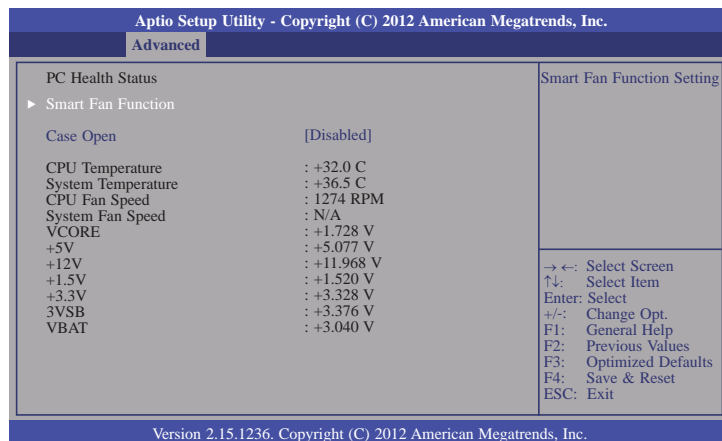 Aptio Setup Utility - Copyright (C) 2012 American Megatrends, Inc.
Advanced
PC Health Status
Smart Fan Function
Case Open [Disabled]
CPU Temperature : +32.0 C
System Temperature : +36.5 C
CPU Fan Speed : 1274 RPM
System Fan Speed : N/A
VCORE : +1.728 V
+5V : +5.077 V
+12V : +11.968 V
+1.5V : +1.520 V
+3.3V : +3.328 V
3VSB : +3.376 V
VBAT : +3.040 V
Smart Fan Function Setting
→ ←: Select Screen
↑↓: Select Item
Enter: Select
+/-: Change Opt.
F1: General Help
F2: Previous Values
F3: Optimized Defaults
F4: Save & Reset
ESC: Exit
Version 2.15.1236. Copyright (C) 2012 American Megatrends, Inc.